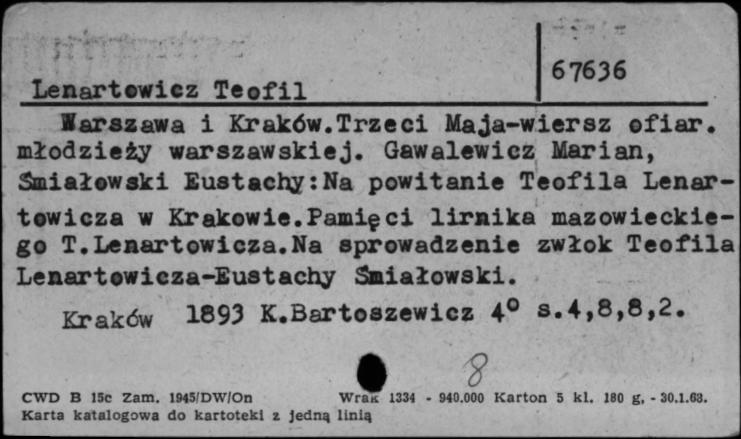 67636
Lenartowicz Teofil
Warszawa i Kraków.Trzeci Maja-wiersz ofiar.
młodzieży warszawskiej. Gawalewicz Marian,
Śmiałowski Eustachy:Na powitanie Teofila Lenar-
towicza w Krakowie.Pamięci lirnika mazowieckie-
go T.Lenartowicza.Na sprowadzenie zwłok Teofila
Lenartowicza-Eustachy Śmiałowski.
Kraków 1893 K.Bartoszewicz 4° s.4,8,8,2.
8
CWD B 15c Zam. 1945/DW/On Wrak 1334 - 940.000 Karton 5 kl. 180 g. - 30.1.63.
Karta katalogowa do kartoteki z jedną linią